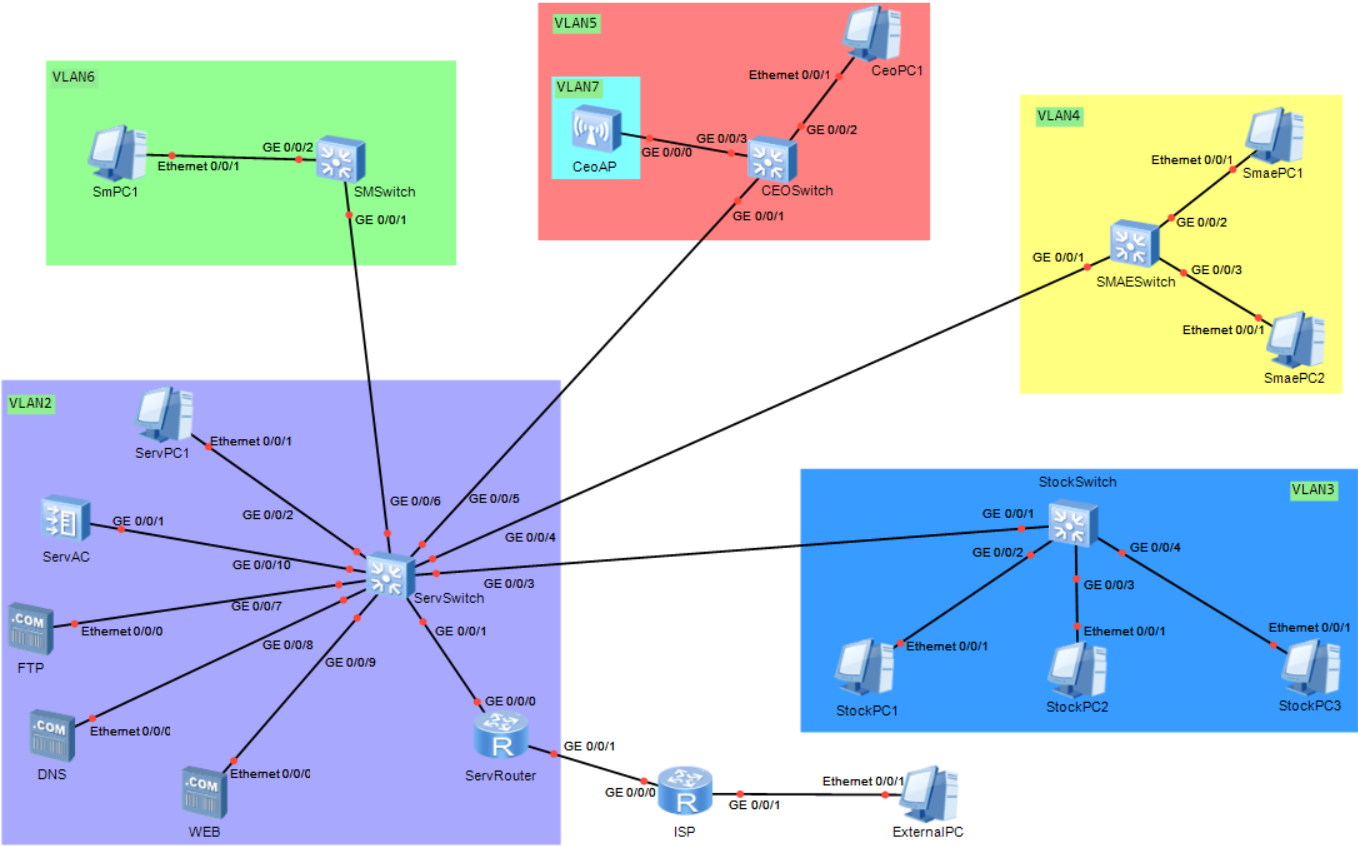 VLAN6
SmPC1
Ethernet 0/0/1
GE 0/0/2
SMSwitch
GE 0/0/1
VLAN5
VLAN7
CeoAP
GE 0/0/0
GE 0/0/3
Ethernet 0/0/1
CeoPC1
GE 0/0/2
CEOSwitch
GE 0/0/1
VLAN4
Ethernet 0/0/1
SmaePC1
GE 0/0/2
GE 0/0/1
GE 0/0/3
SMAESwitch
Ethernet 0/0/1
SmaePC2
VLAN2
ServPC1
Ethernet 0/0/1
GE 0/0/2
ServAC
GE 0/0/1
GE 0/0/10
GE 0/0/6
GE 0/0/5
GE 0/0/4
GE 0/0/3
ServSwitch
.COM
FTP
Ethernet 0/0/0
GE 0/0/7
GE 0/0/8
GE 0/0/9
GE 0/0/1
.COM
DNS
Ethernet 0/0/0
.COM
WEB
Ethernet 0/0/0
GE 0/0/0
R
ServRouter
GE 0/0/1
GE 0/0/0
R
ISP
GE 0/0/1
Ethernet 0/0/1
ExternalPC
VLAN3
StockSwitch
GE 0/0/1
GE 0/0/2
GE 0/0/3
GE 0/0/4
Ethernet 0/0/1
StockPC1
Ethernet 0/0/1
StockPC2
Ethernet 0/0/1
StockPC3